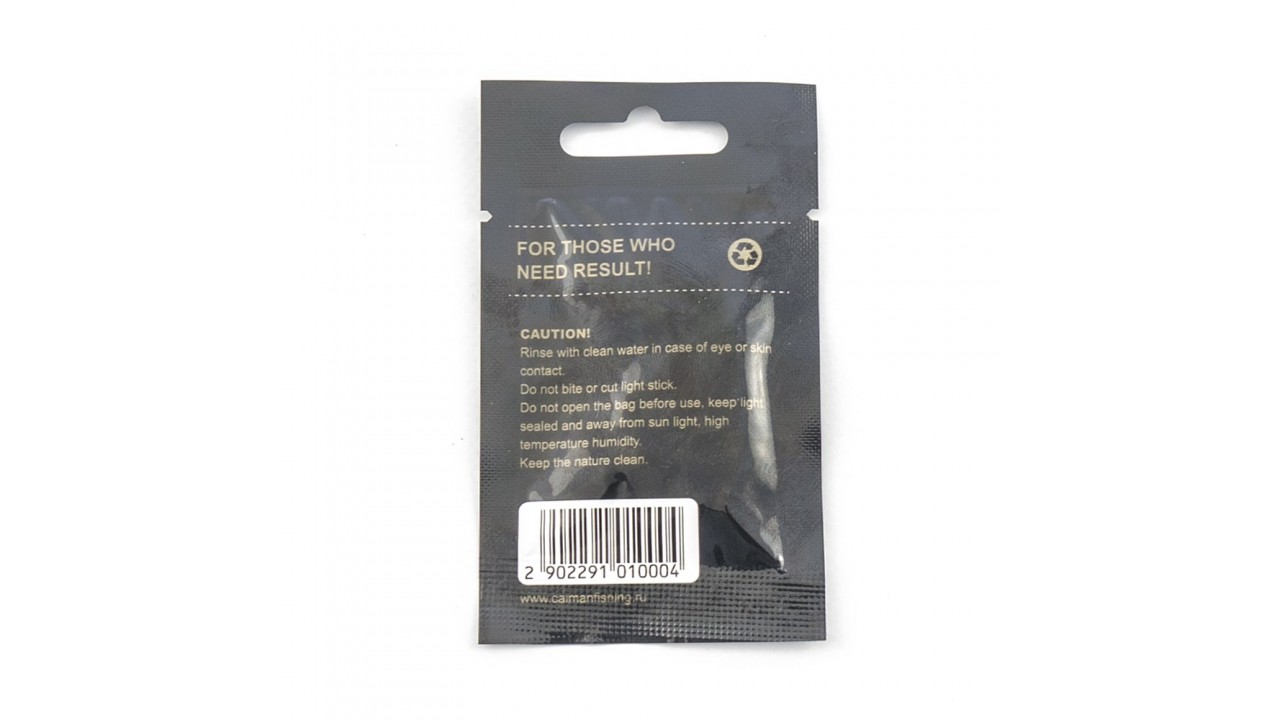 FOR THOSE WHO
NEED RESULT!
CAUTION!
Rinse with clean water in case of eye or skin
contact.
Do not bite or cut light stick.
Do not open the bag before use, keep light
sealed and away from sun light, high
temperature humidity.
Keep the nature clean.
2 902291 010004
www.caimanfishing.ru